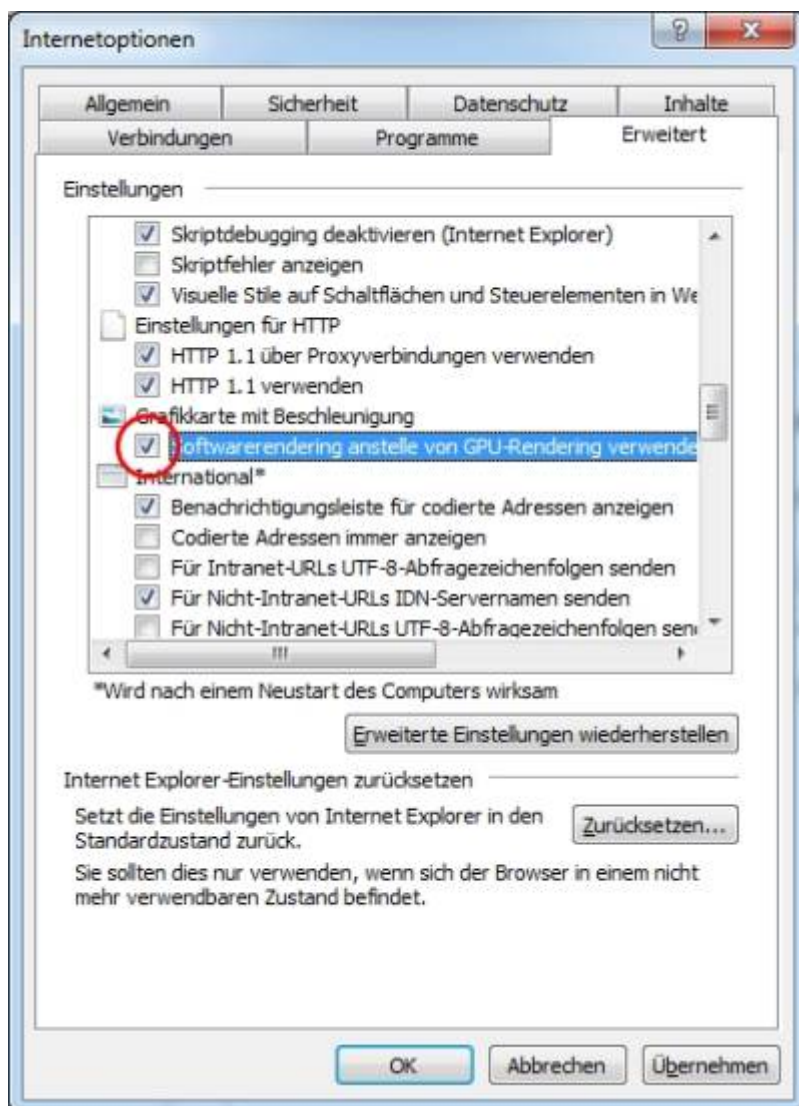 Internetoptionen
Allgemein Sicherheit Datenschutz Inhalte
Verbindungen Programme Erweitert
Einstellungen
Skriptdebugging deaktivieren (Internet Explorer)
Skriptfehler anzeigen
Visuelle Stile auf Schaltflächen und Steuerelementen in We
Einstellungen für HTTP
HTTP 1.1 über Proxyverbindungen verwenden
HTTP 1.1 verwenden
Grafikkarte mit Beschleunigung
Softwarerendering anstelle von GPU-Rendering verwende
International*
Benachrichtigungsleiste für codierte Adressen anzeigen
Codierte Adressen immer anzeigen
Für Intranet-URLs UTF-8-Abfragezeichenfolgen senden
Für Nicht-Intranet-URLs IDN-Servernamen senden
Für Nicht-Intranet-URLs UTF-8-Abfragezeichenfolgen sen
*Wird nach einem Neustart des Computers wirksam
Erweiterte Einstellungen wiederherstellen
Internet Explorer-Einstellungen zurücksetzen
Setzt die Einstellungen von Internet Explorer in den
Standardzustand zurück.
Zurücksetzen...
Sie sollten dies nur verwenden, wenn sich der Browser in einem nicht
mehr verwendbaren Zustand befindet.
OK Abbrechen Übernehmen